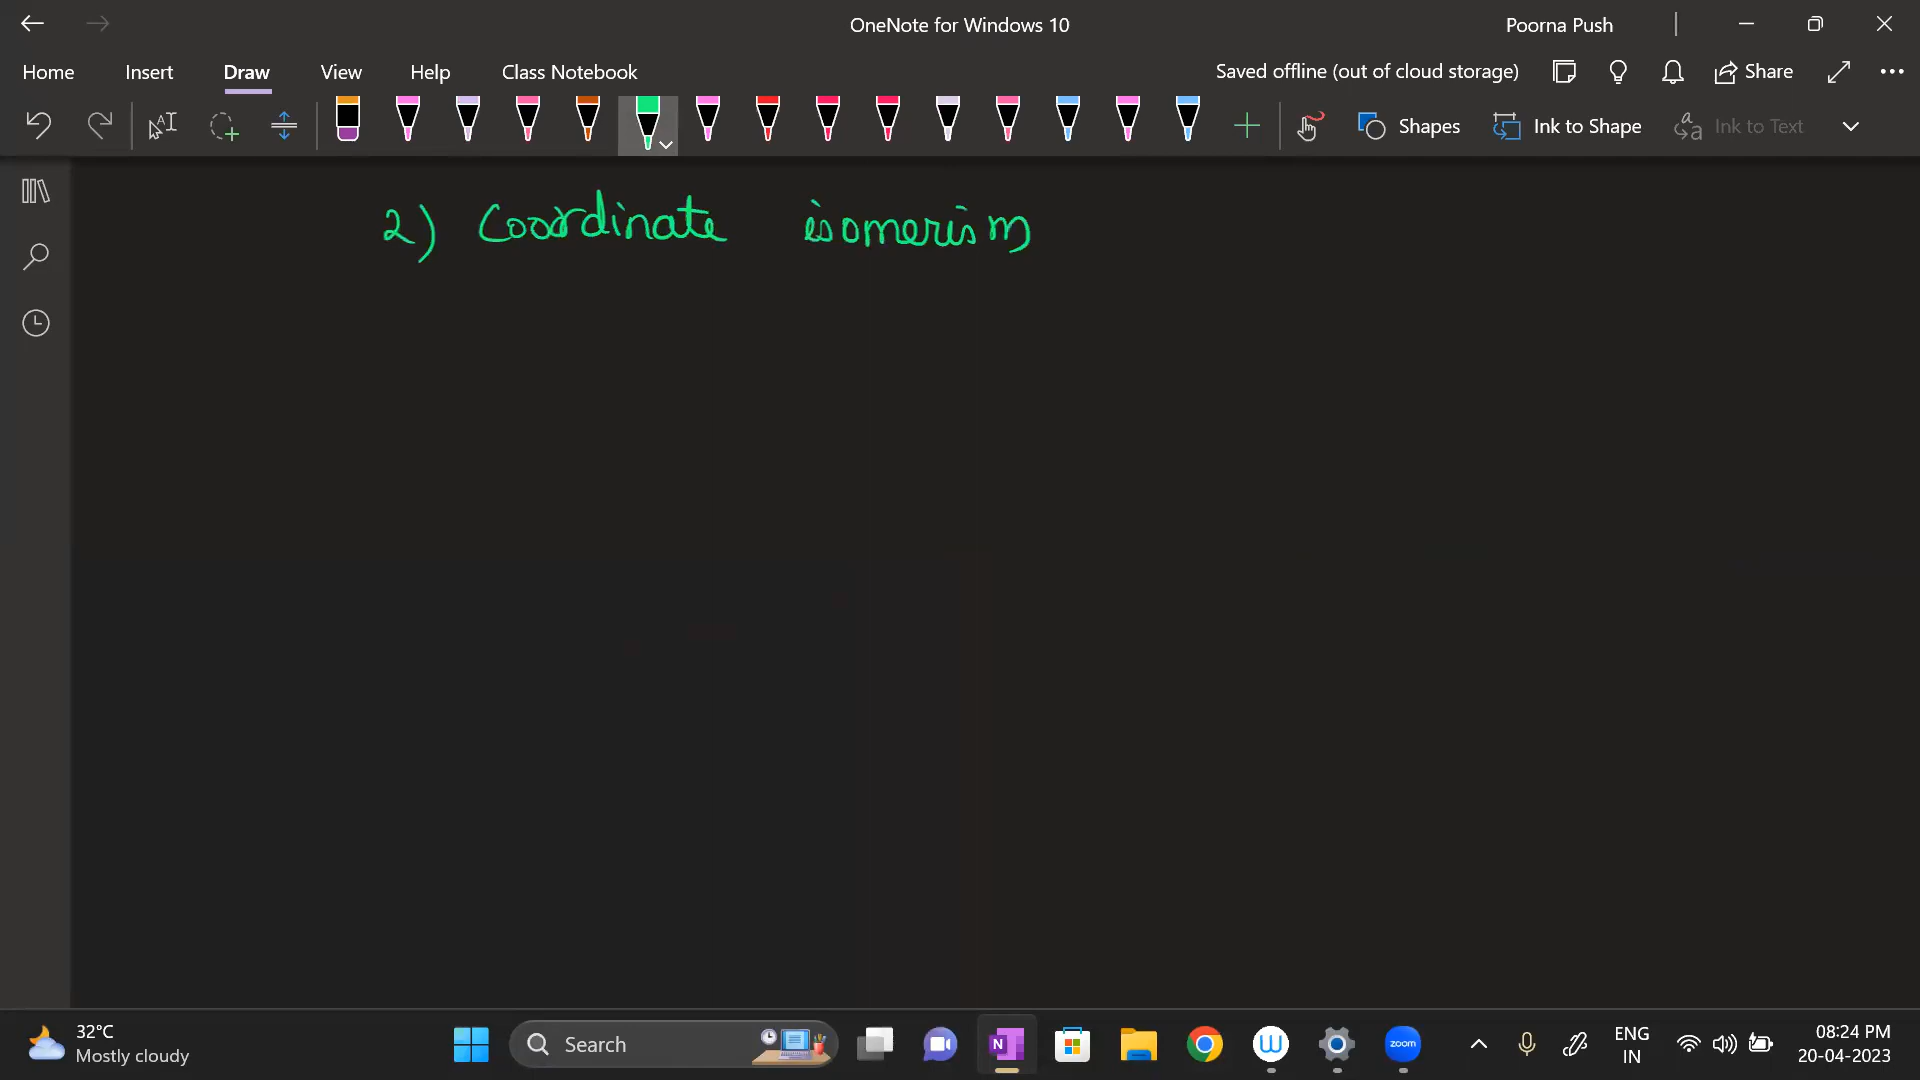 OneNote for Windows 10
Poorna Push
Home Insert Draw View Help Class Notebook
Saved offline (out of cloud storage) Share
Shapes Ink to Shape Ink to Text
2) Coordinate isomerism
32°C
Mostly cloudy
Search
zoom
ENG
IN
08:24 PM
20-04-2023